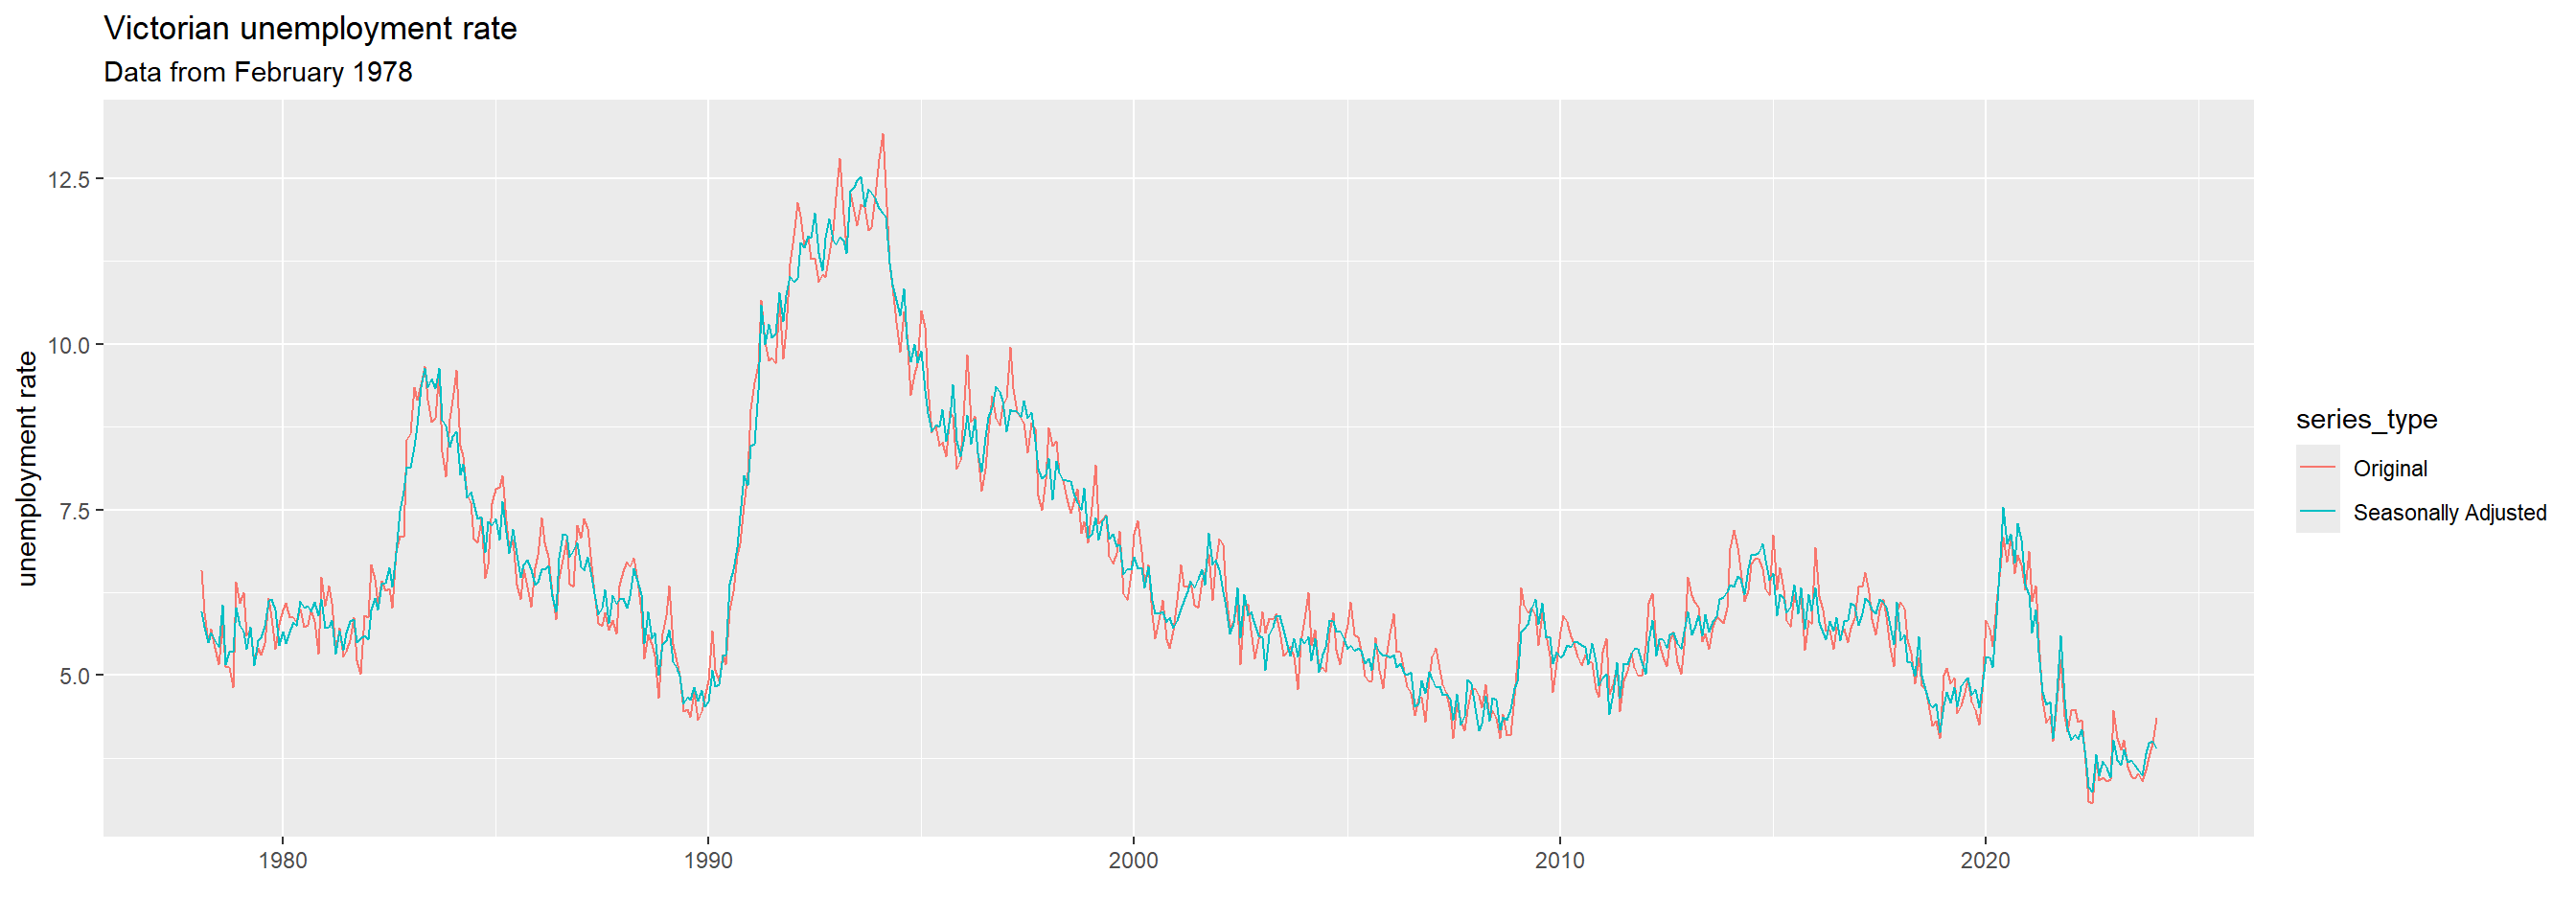 Victorian unemployment rate
Data from February 1978
unemployment rate
12.5
10.0
7.5
5.0
1980
1990
2000
2010
2020
series_type
Original
Seasonally Adjusted